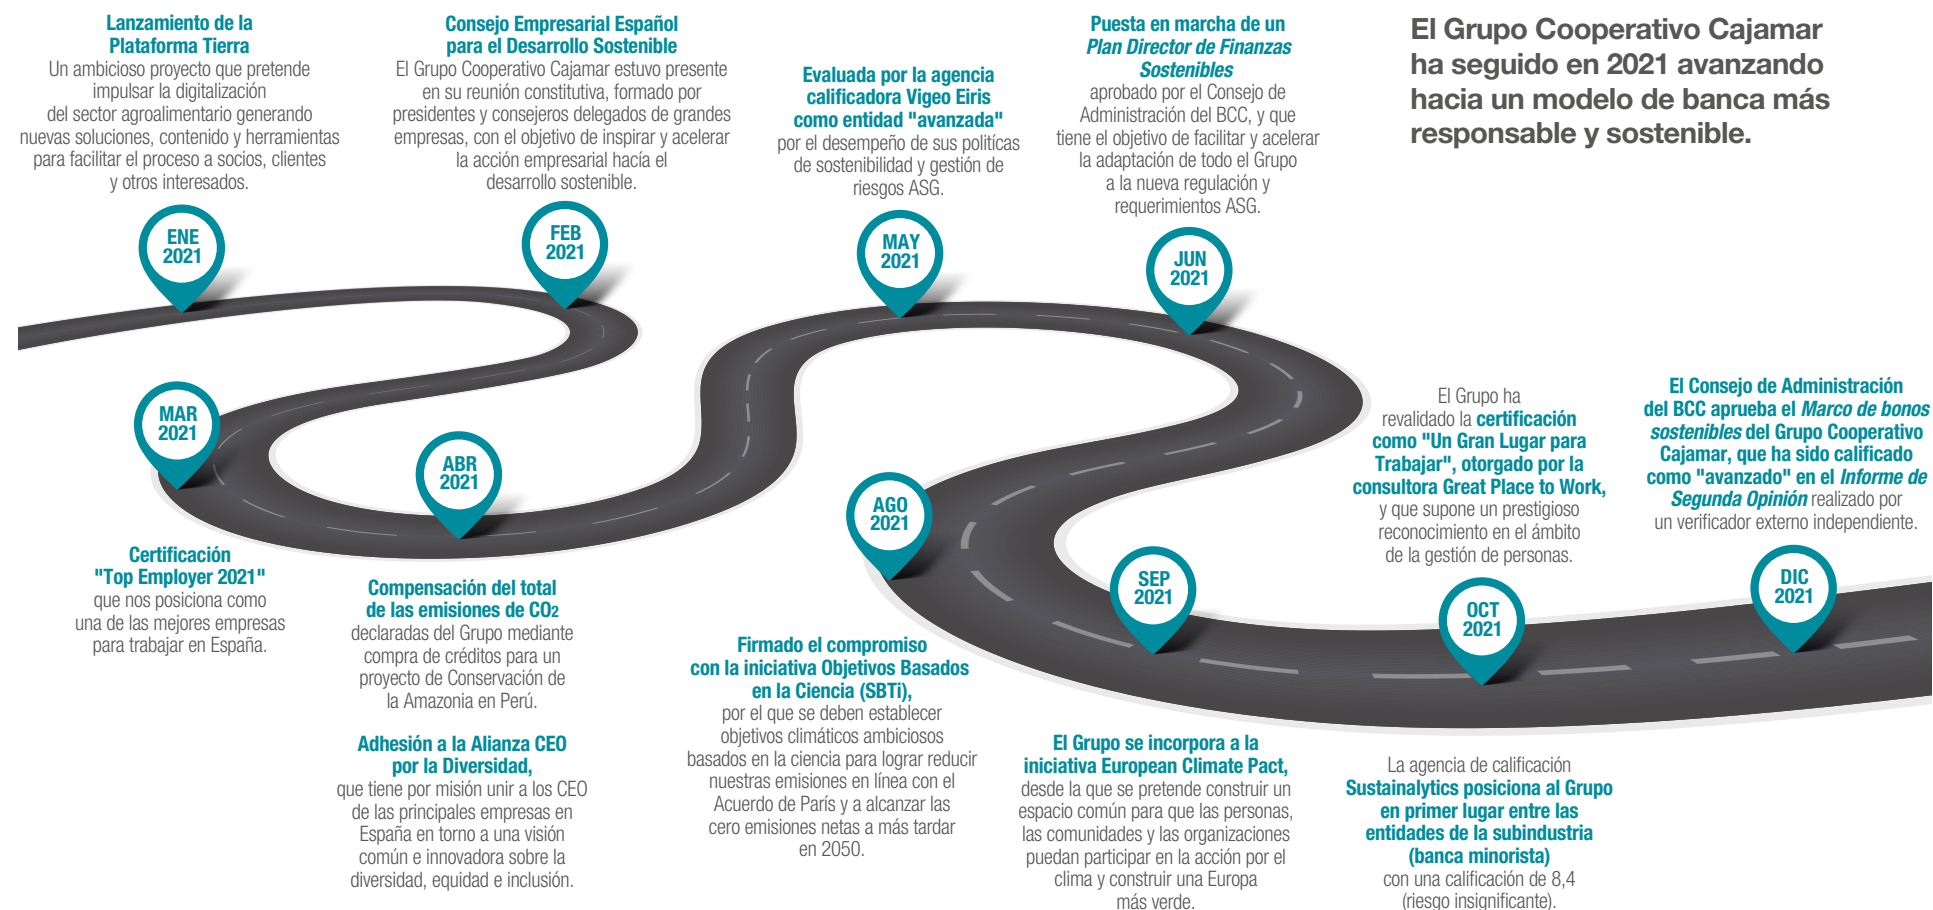 Lanzamiento de la
Plataforma Tierra
Un ambicioso proyecto que pretende
impulsar la digitalización
del sector agroalimentario generando
nuevas soluciones, contenido y herramientas
para facilitar el proceso a socios, clientes
y otros interesados.
ENE
2021
Consejo Empresarial Español
para el Desarrollo Sostenible
El Grupo Cooperativo Cajamar estuvo presente
en su reunión constitutiva, formado por
presidentes y consejeros delegados de grandes
empresas, con el objetivo de inspirar y acelerar
la acción empresarial hacía el
desarrollo sostenible.
FEB
2021
Evaluada por la agencia
calificadora Vigeo Eiris
como entidad "avanzada"
por el desempeño de sus políticas
de sostenibilidad y gestión de
riesgos ASG.
MAY
2021
Puesta en marcha de un
Plan Director de Finanzas
Sostenibles
aprobado por el Consejo de
Administración del BCC, y que
tiene el objetivo de facilitar y acelerar
la adaptación de todo el Grupo
a la nueva regulación y
requerimientos ASG.
JUN
2021
El Grupo Cooperativo Cajamar
ha seguido en 2021 avanzando
hacia un modelo de banca más
responsable y sostenible.
MAR
2021
Certificación
"Top Employer 2021"
que nos posiciona como
una de las mejores empresas
para trabajar en España.
ABR
2021
Compensación del total
de las emisiones de CO2
declaradas del Grupo mediante
compra de créditos para un
proyecto de Conservación de
la Amazonia en Perú.
Adhesión a la Alianza CEO
por la Diversidad,
que tiene por misión unir a los CEO
de las principales empresas en
España en torno a una visión
común e innovadora sobre la
diversidad, equidad e inclusión.
AGO
2021
Firmado el compromiso
con la iniciativa Objetivos Basados
en la Ciencia (SBTi),
por el que se deben establecer
objetivos climáticos ambiciosos
basados en la ciencia para lograr reducir
nuestras emisiones en línea con el
Acuerdo de París y a alcanzar las
cero emisiones netas a más tardar
en 2050.
SEP
2021
El Grupo se incorpora a la
iniciativa European Climate Pact,
desde la que se pretende construir un
espacio común para que las personas,
las comunidades y las organizaciones
puedan participar en la acción por el
clima y construir una Europa
más verde.
El Grupo ha
revalidado la certificación
como "Un Gran Lugar para
Trabajar", otorgado por la
consultora Great Place to Work,
y que supone un prestigioso
reconocimiento en el ámbito
de la gestión de personas.
OCT
2021
La agencia de calificación
Sustainalytics posiciona al Grupo
en primer lugar entre las
entidades de la subindustria
(banca minorista)
con una calificación de 8,4
(riesgo insignificante).
El Consejo de Administración
del BCC aprueba el Marco de bonos
sostenibles del Grupo Cooperativo
Cajamar, que ha sido calificado
como "avanzado" en el Informe de
Segunda Opinión realizado por
un verificador externo independiente.
DIC
2021